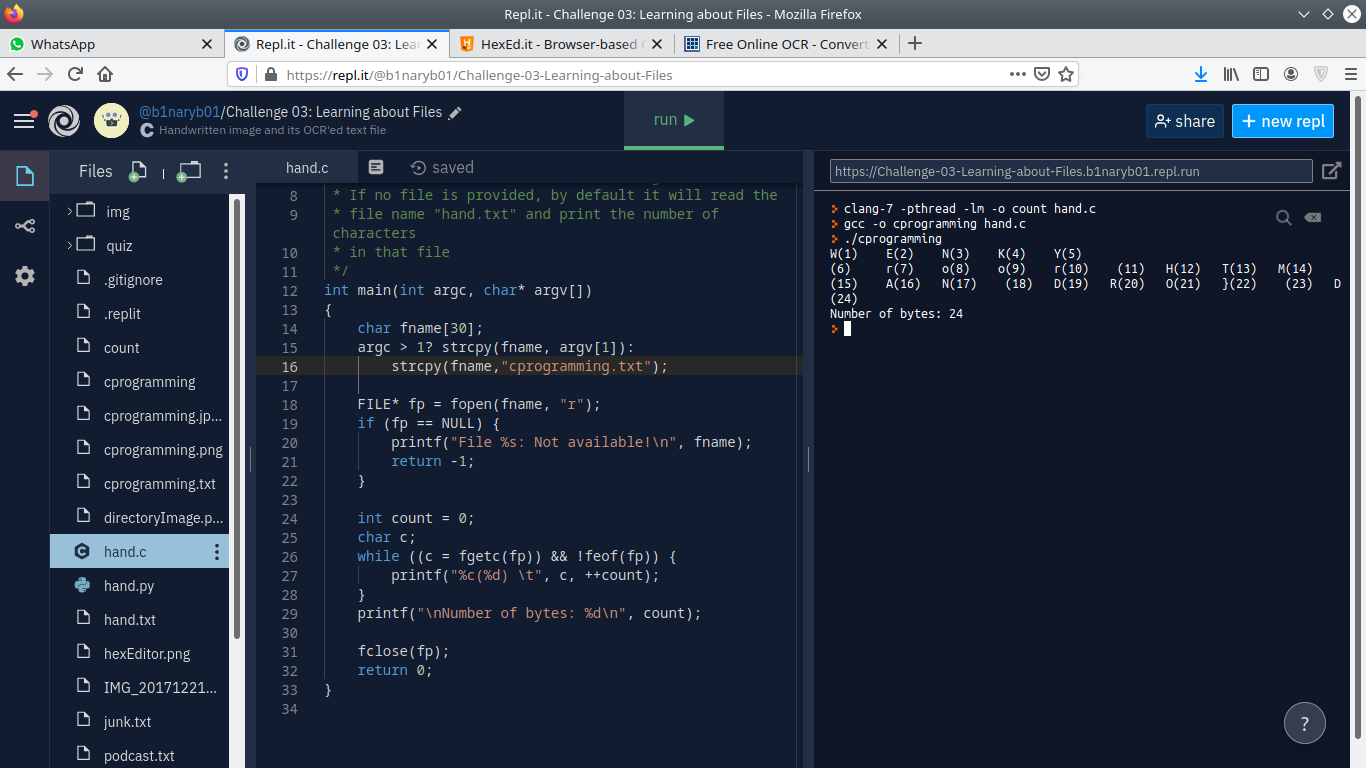 Repl.it - Challenge 03: Learning about Files - Mozilla Firefox
WhatsApp
Repl.it - Challenge 03: Lea
HexEd.it - Browser-based
Free Online OCR - Convert
https://repl.it/@b1naryb01/Challenge-03-Learning-about-Files
@b1naryb01/Challenge 03: Learning about Files
Handwritten image and its OCR'ed text file
run
share
+ new repl
Files
img
quiz
.gitignore
.replit
count
cprogramming
cprogramming.jp...
cprogramming.png
cprogramming.txt
directoryImage.p...
hand.c
hand.py
hand.txt
hexEditor.png
IMG_20171221...
junk.txt
podcast.txt
hand.c
saved
8 * If no file is provided, by default it will read the
9 * file name "hand.txt" and print the number of
characters
10 * in that file
11 */
12 int main(int argc, char* argv[])
13 {
14 char fname[30];
15 argc > 1? strcpy(fname, argv[1]):
16 strcpy(fname,"cprogramming.txt");
17
18 FILE* fp = fopen(fname, "r");
19 if (fp == NULL) {
20 printf("File %s: Not available!\n", fname);
21 return -1;
22 }
23
24 int count = 0;
25 char c;
26 while ((c = fgetc(fp)) && !feof(fp)) {
27 printf("%c(%d) \t", c, ++count);
28 }
29 printf("\nNumber of bytes: %d\n", count);
30
31 fclose(fp);
32 return 0;
33 }
34
https://Challenge-03-Learning-about-Files.b1naryb01.repl.run
> clang-7 -pthread -lm -o count hand.c
> gcc -o cprogramming hand.c
> ./cprogramming
W(1) E(2) N(3) K(4) Y(5)
(6) r(7) o(8) o(9) r(10) (11) H(12) T(13) M(14)
(15) A(16) N(17) (18) D(19) R(20) O(21) }(22) (23) D
(24)
Number of bytes: 24
>
?